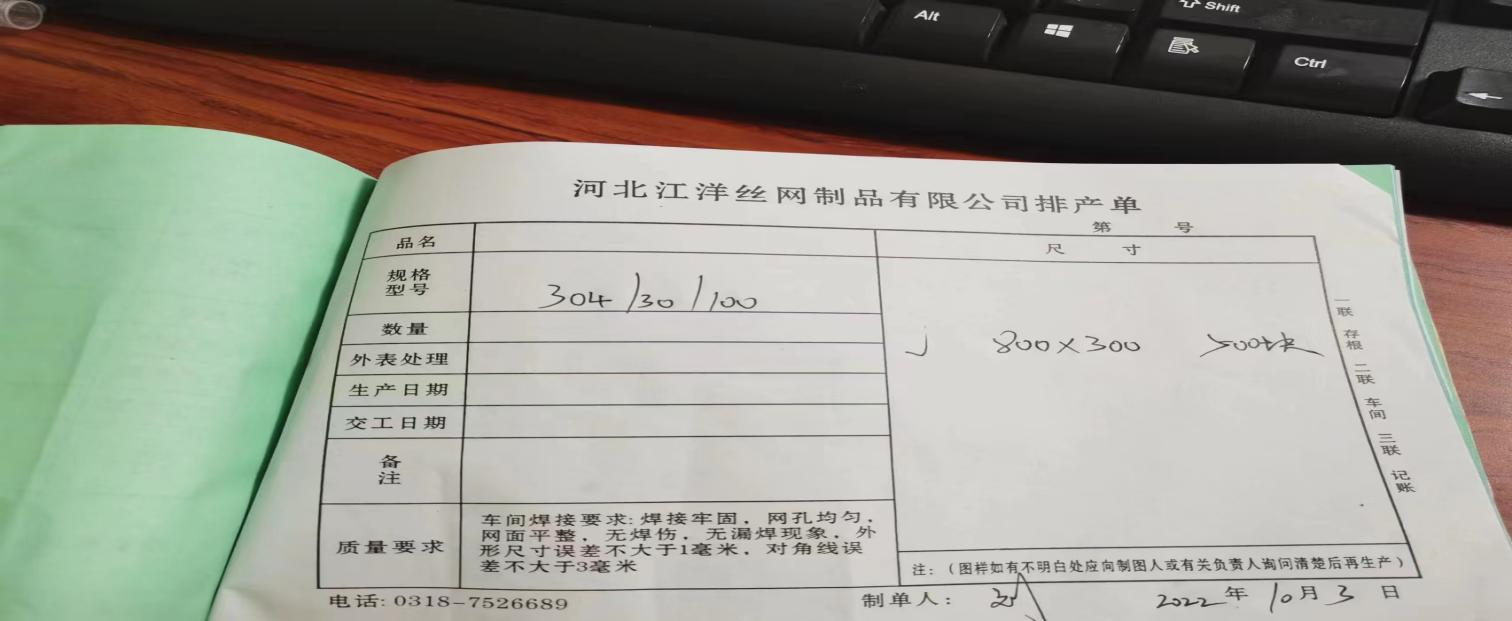 Alt
Shift
Ctrl
河北江洋丝网制品有限公司排产单
第 号
品名
尺 寸
规格型号 304/30/100
数量
800×300 500块
外表处理
生产日期
交工日期
备注
质量要求
车间焊接要求:焊接牢固,网孔均匀,
网面平整,无焊伤,无漏焊现象,外
形尺寸误差不大于1毫米,对角线误
差不大于3毫米
注:(图样如有不明白处应向制图人或有关负责人询问清楚后再生产)
电话:0318-7526689
制单人:
2022年10月3日
一联 存根 二联 车间 三联 记账